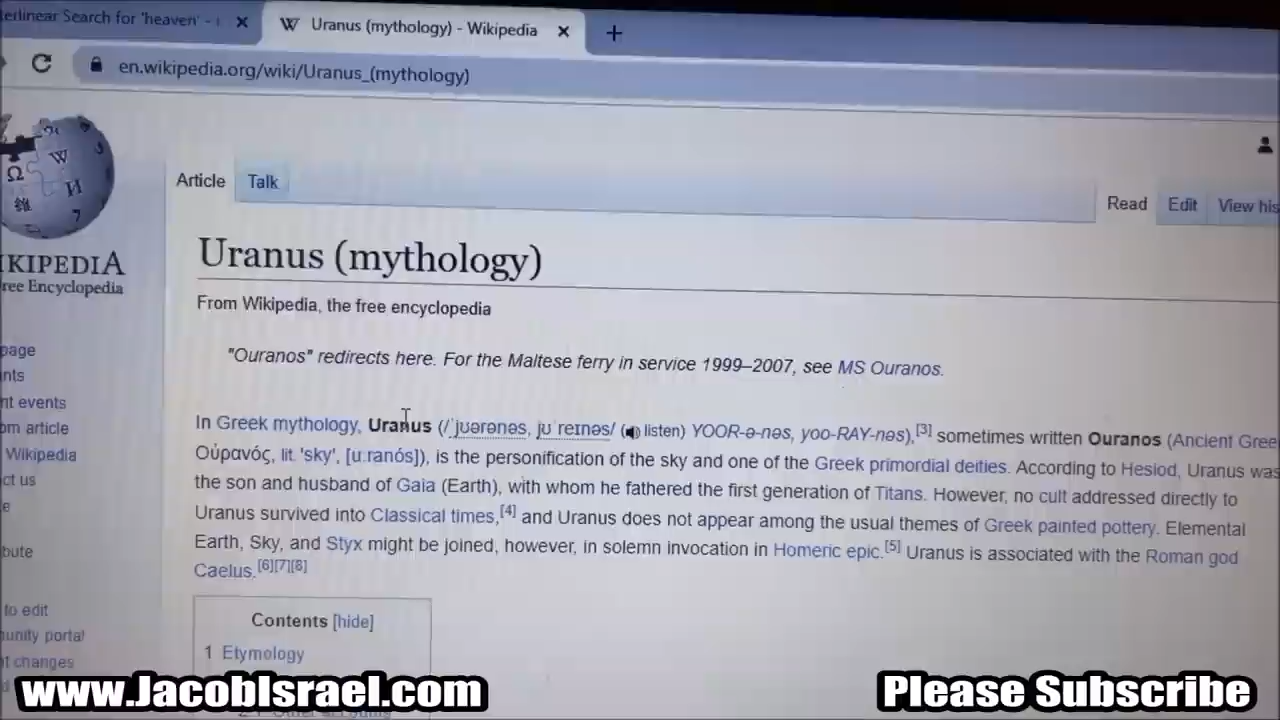 erlinear Search for 'heaven' -
Uranus (mythology) - Wikipedia
en.wikipedia.org/wiki/Uranus_(mythology)
Article Talk
Read Edit View his
IKIPEDIA
ree Encyclopedia
Uranus (mythology)
From Wikipedia, the free encyclopedia
"Ouranos" redirects here. For the Maltese ferry in service 1999–2007, see MS Ouranos.
In Greek mythology, Uranus (/ˈjʊərənəs, jʊˈreɪnəs/ (listen) YOOR-ə-nəs, yoo-RAY-nəs),[3] sometimes written Ouranos (Ancient Gree
Οὐρανός, lit. 'sky', [uːranós]), is the personification of the sky and one of the Greek primordial deities. According to Hesiod, Uranus was
the son and husband of Gaia (Earth), with whom he fathered the first generation of Titans. However, no cult addressed directly to
Uranus survived into Classical times,[4] and Uranus does not appear among the usual themes of Greek painted pottery. Elemental
Earth, Sky, and Styx might be joined, however, in solemn invocation in Homeric epic.[5] Uranus is associated with the Roman god
Caelus.[6][7][8]
page
nts
nt events
om article
Wikipedia
ct us
e
bute
to edit
unity portal
t changes
d
Contents [hide]
1 Etymology
www.JacobIsrael.com
Please Subscribe